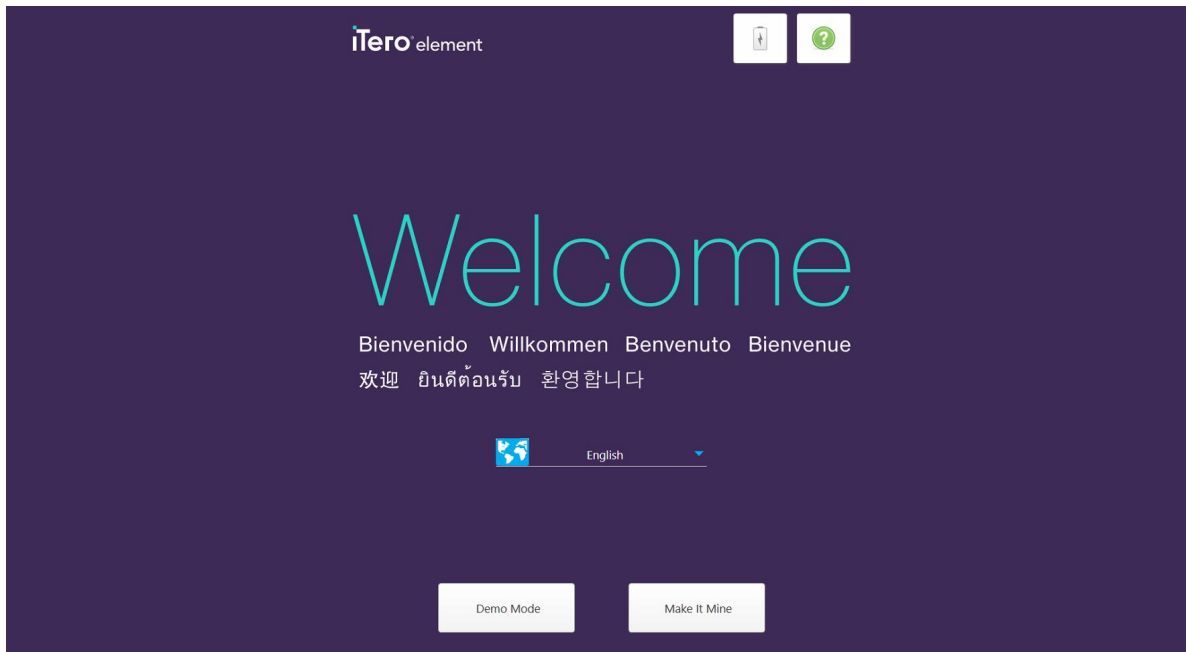 iTero element
?
Welcome
Bienvenido Willkommen Benvenuto Bienvenue
欢迎 ยินดีต้อนรับ 환영합니다
English
Demo Mode Make It Mine